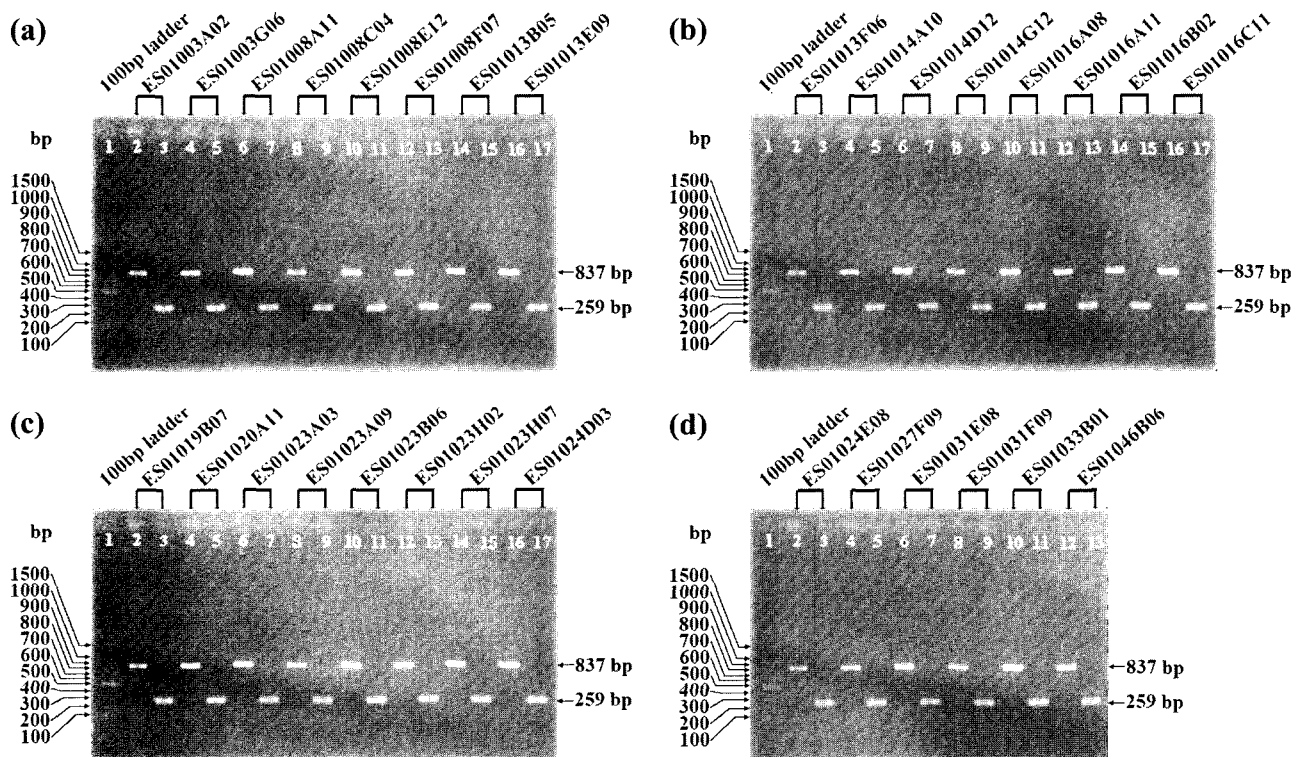 (a)
100bp ladder
ES01003A02
ES01003G06
ES01008A11
ES01008C04
ES01008E12
ES01008F07
ES01013B05
ES01013E09
bp
1 2 3 4 5 6 7 8 9 10 11 12 13 14 15 16 17
1500
1000
900
800
700
600
500
400
300
200
100
837 bp
259 bp
(b)
100bp ladder
ES01013F06
ES01014A10
ES01014D12
ES01014G12
ES01016A08
ES01016A11
ES01016B02
ES01016C11
bp
1 2 3 4 5 6 7 8 9 10 11 12 13 14 15 16 17
1500
1000
900
800
700
600
500
400
300
200
100
837 bp
259 bp
(c)
100bp ladder
ES01019B07
ES01020A11
ES01023A03
ES01023A09
ES01023B06
ES01023H02
ES01023H07
ES01024D03
bp
1 2 3 4 5 6 7 8 9 10 11 12 13 14 15 16 17
1500
1000
900
800
700
600
500
400
300
200
100
837 bp
259 bp
(d)
100bp ladder
ES01024E08
ES01027F09
ES01031E08
ES01031F09
ES01033B01
ES01046B06
bp
1 2 3 4 5 6 7 8 9 10 11 12 13
1500
1000
900
800
700
600
500
400
300
200
100
837 bp
259 bp